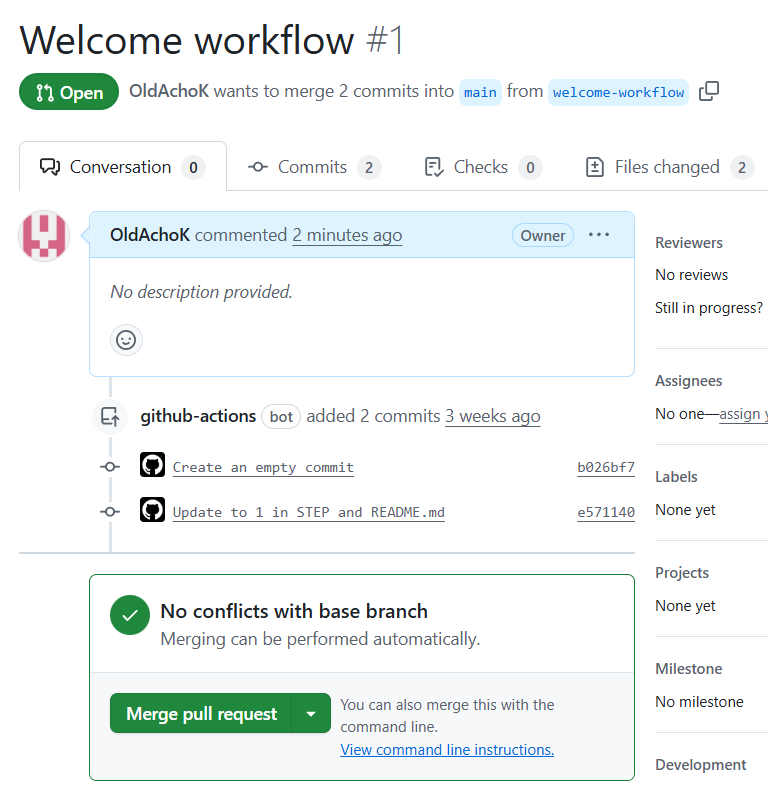 Welcome workflow #1
Open OldAchoK wants to merge 2 commits into main from welcome-workflow
Conversation 0 Commits 2 Checks 0 Files changed 2
OldAchoK commented 2 minutes ago Owner
No description provided.
github-actions bot added 2 commits 3 weeks ago
Create an empty commit b026bf7
Update to 1 in STEP and README.md e571140
No conflicts with base branch
Merging can be performed automatically.
Merge pull request
You can also merge this with the
command line.
View command line instructions.
Reviewers
No reviews
Still in progress?
Assignees
No one—assign y
Labels
None yet
Projects
None yet
Milestone
No milestone
Development